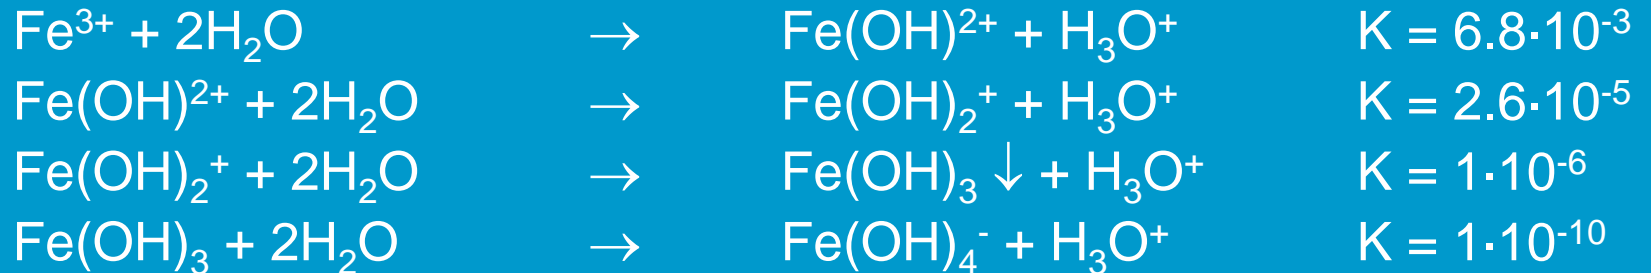 Fe³⁺ + 2H₂O → Fe(OH)²⁺ + H₃O⁺ K = 6.8·10⁻³
Fe(OH)²⁺ + 2H₂O → Fe(OH)₂⁺ + H₃O⁺ K = 2.6·10⁻⁵
Fe(OH)₂⁺ + 2H₂O → Fe(OH)₃ ↓ + H₃O⁺ K = 1·10⁻⁶
Fe(OH)₃ + 2H₂O → Fe(OH)₄⁻ + H₃O⁺ K = 1·10⁻¹⁰